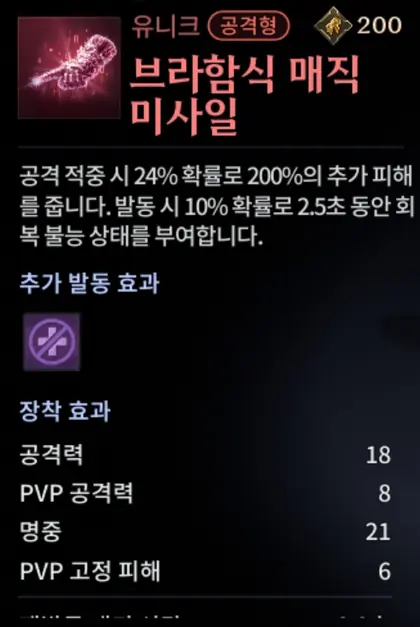 유니크 공격형 200
브라함식 매직
미사일
공격 적중 시 24% 확률로 200%의 추가 피해
를 줍니다. 발동 시 10% 확률로 2.5초 동안 회
복 불능 상태를 부여합니다.
추가 발동 효과
장착 효과
공격력 18
PVP 공격력 8
명중 21
PVP 고정 피해 6